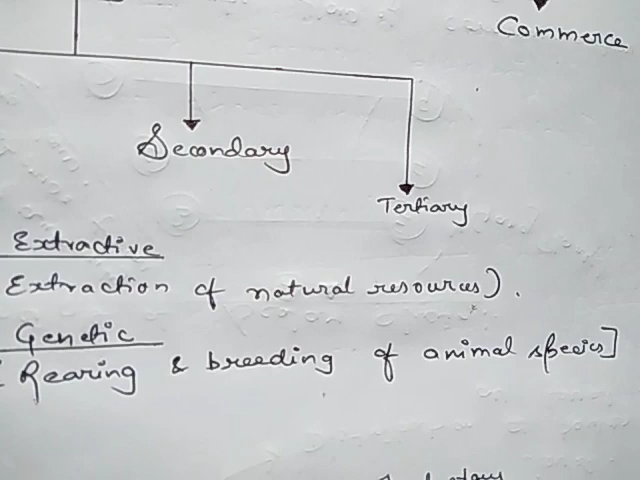 Commerce
Secondary
Tertiary
Extractive
Extraction of natural resources).
Genetic
[Rearing & breeding of animal species]